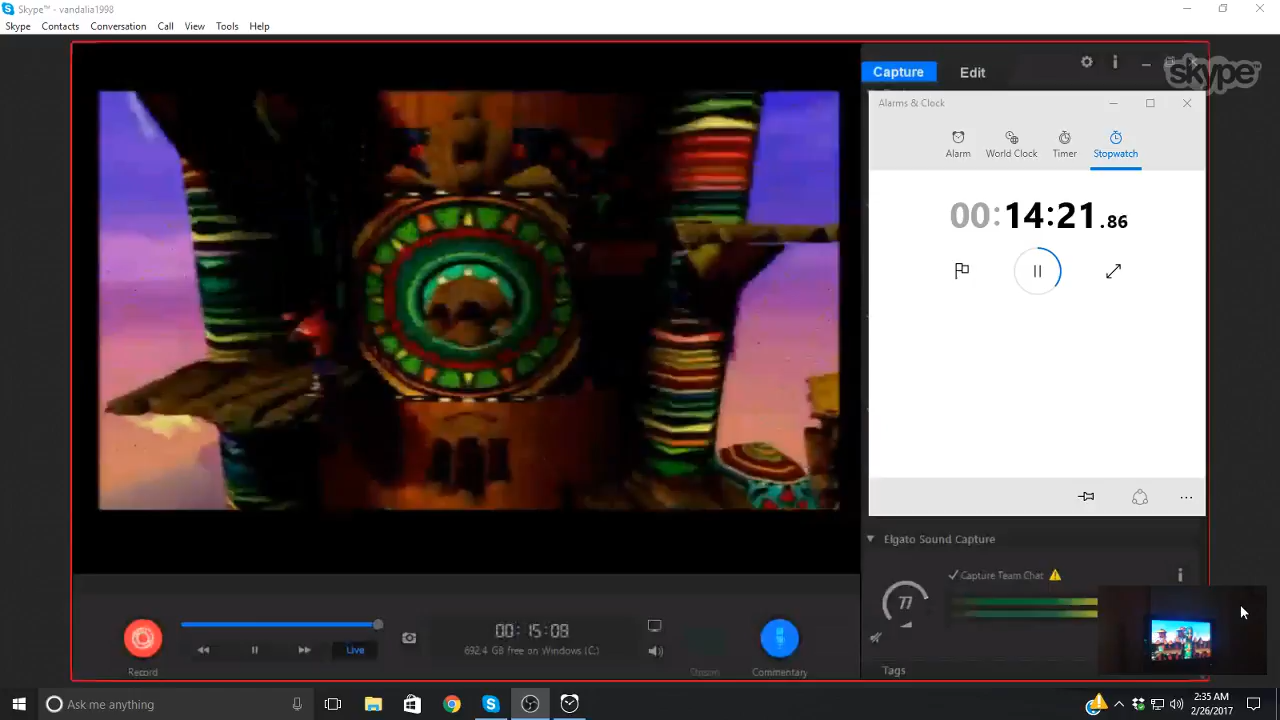 Skype™ - vandalia1998
Skype Contacts Conversation Call View Tools Help
Capture Edit
skype™
Alarms & Clock
Alarm World Clock Timer Stopwatch
00:14:21.86
Elgato Sound Capture
Capture Team Chat
77
00:15:08
692.4 GB free on Windows (C:)
Live
Record
Stream
Commentary
Tags
Ask me anything
2:35 AM
2/26/2017